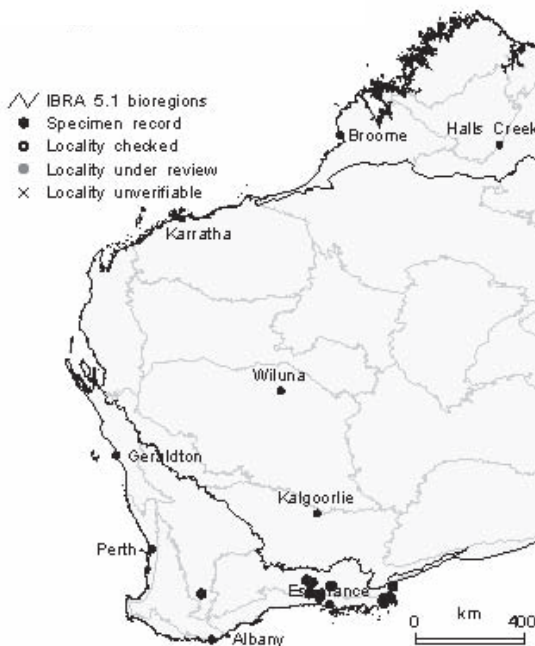 IBRA 5.1 bioregions
Specimen record
Locality checked
Locality under review
Locality unverifiable
Broome
Halls Creek
Karratha
Wiluna
Geraldton
Kalgoorlie
Perth
Esperance
Albany
km
0 400